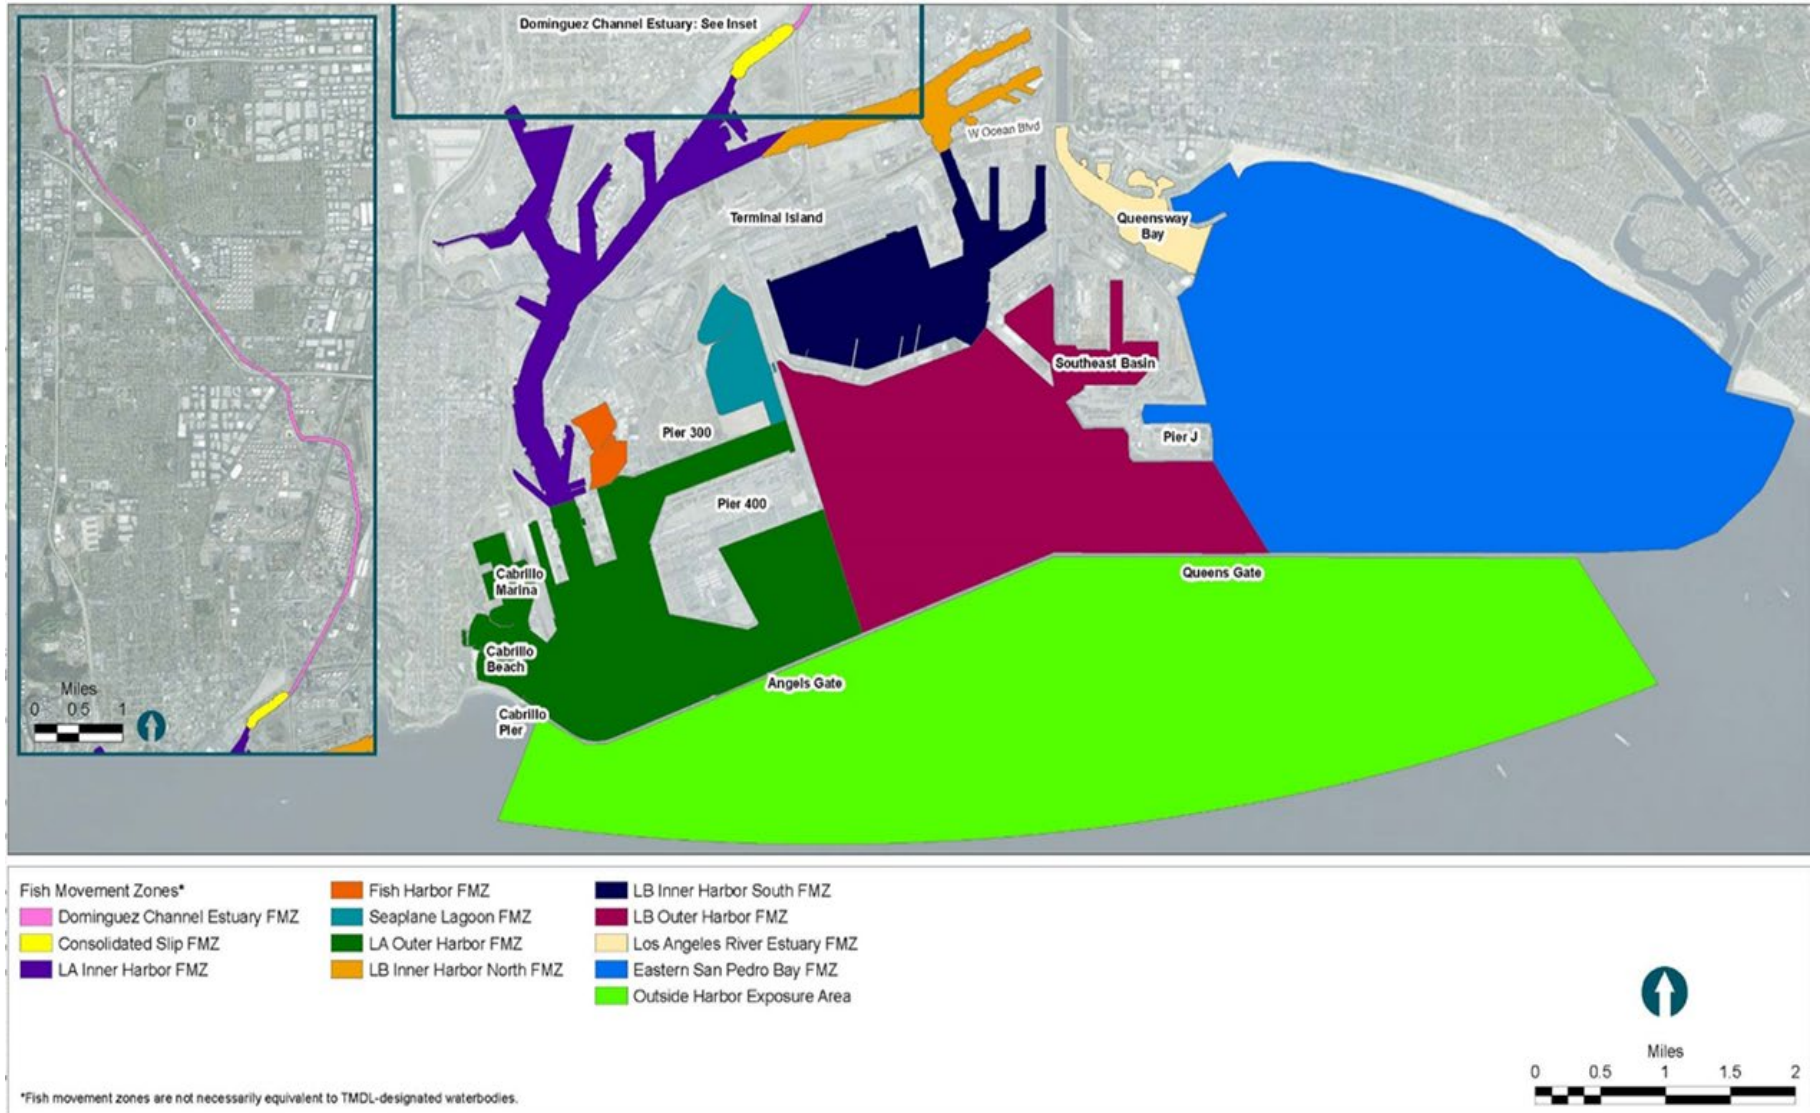 Dominguez Channel Estuary: See Inset
W Ocean Blvd
Terminal Island
Queensway
Bay
Southeast Basin
Pier 300
Pier J
Pier 400
Cabrillo
Marina
Queens Gate
Cabrillo
Beach
Angels Gate
Cabrillo
Pier
Miles
0 0.5 1
Fish Movement Zones*
Dominguez Channel Estuary FMZ
Consolidated Slip FMZ
LA Inner Harbor FMZ
Fish Harbor FMZ
Seaplane Lagoon FMZ
LA Outer Harbor FMZ
LB Inner Harbor North FMZ
LB Inner Harbor South FMZ
LB Outer Harbor FMZ
Los Angeles River Estuary FMZ
Eastern San Pedro Bay FMZ
Outside Harbor Exposure Area
Miles
0 0.5 1 1.5 2
*Fish movement zones are not necessarily equivalent to TMDL-designated waterbodies.